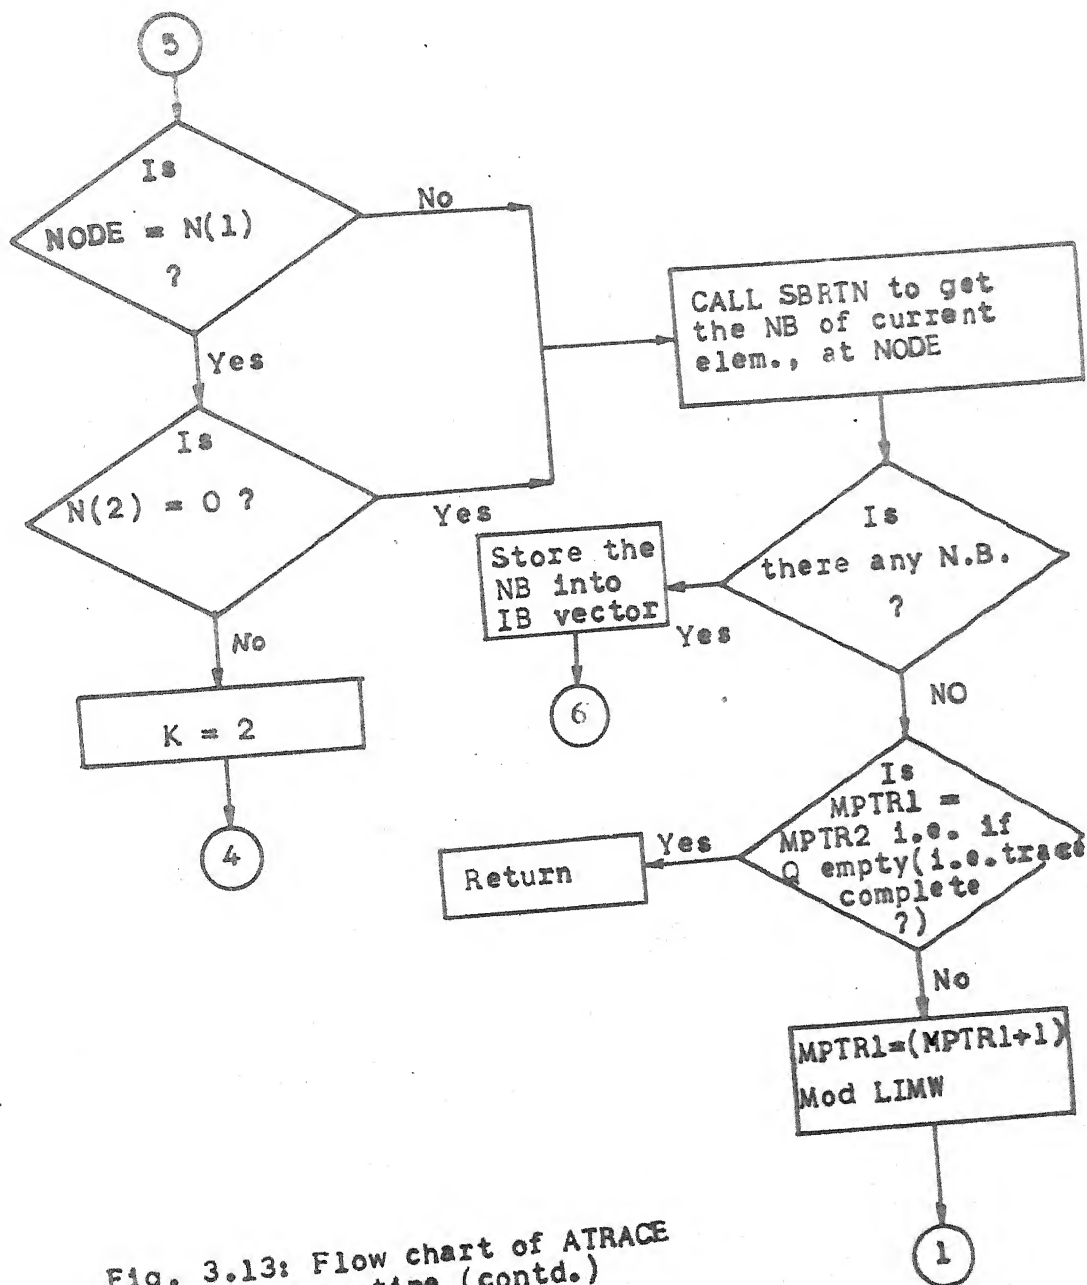 5
Is
NODE = N(1)
?
No
Yes
Is
N(2) = 0 ?
Yes
No
K = 2
4
CALL SBRTN to get
the NB of current
elem., at NODE
Is
there any N.B.
?
Yes
Store the
NB into
IB vector
6
NO
Is
MPTR1 =
MPTR2 i.e. if
Q empty(i.e.trace
complete
?)
Yes
Return
No
MPTR1=(MPTR1+1)
Mod LIMW
1
Fig. 3.13: Flow chart of ATRACE
time (contd.)